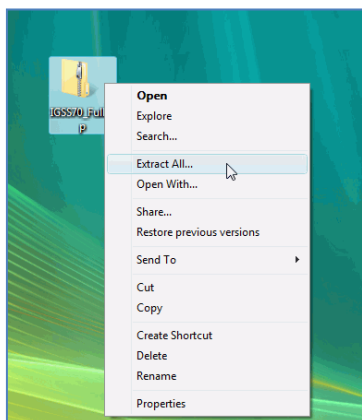 IGSS70_Full
P
Open
Explore
Search...
Extract All...
Open With...
Share...
Restore previous versions
Send To
Cut
Copy
Create Shortcut
Delete
Rename
Properties